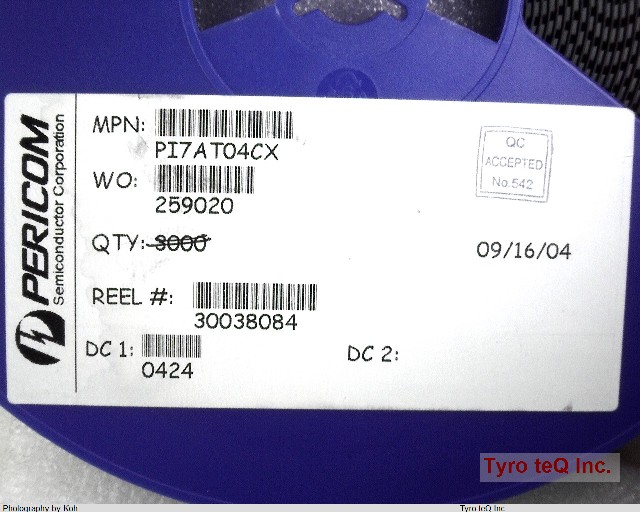 PERICOM
Semiconductor Corporation
MPN:
PI7AT04CX
WO:
259020
QTY: 3000
REEL #:
30038084
DC 1:
0424
DC 2:
QC
ACCEPTED
No.542
09/16/04
Tyro teQ Inc.
Photography by Koh
Tyro teQ Inc